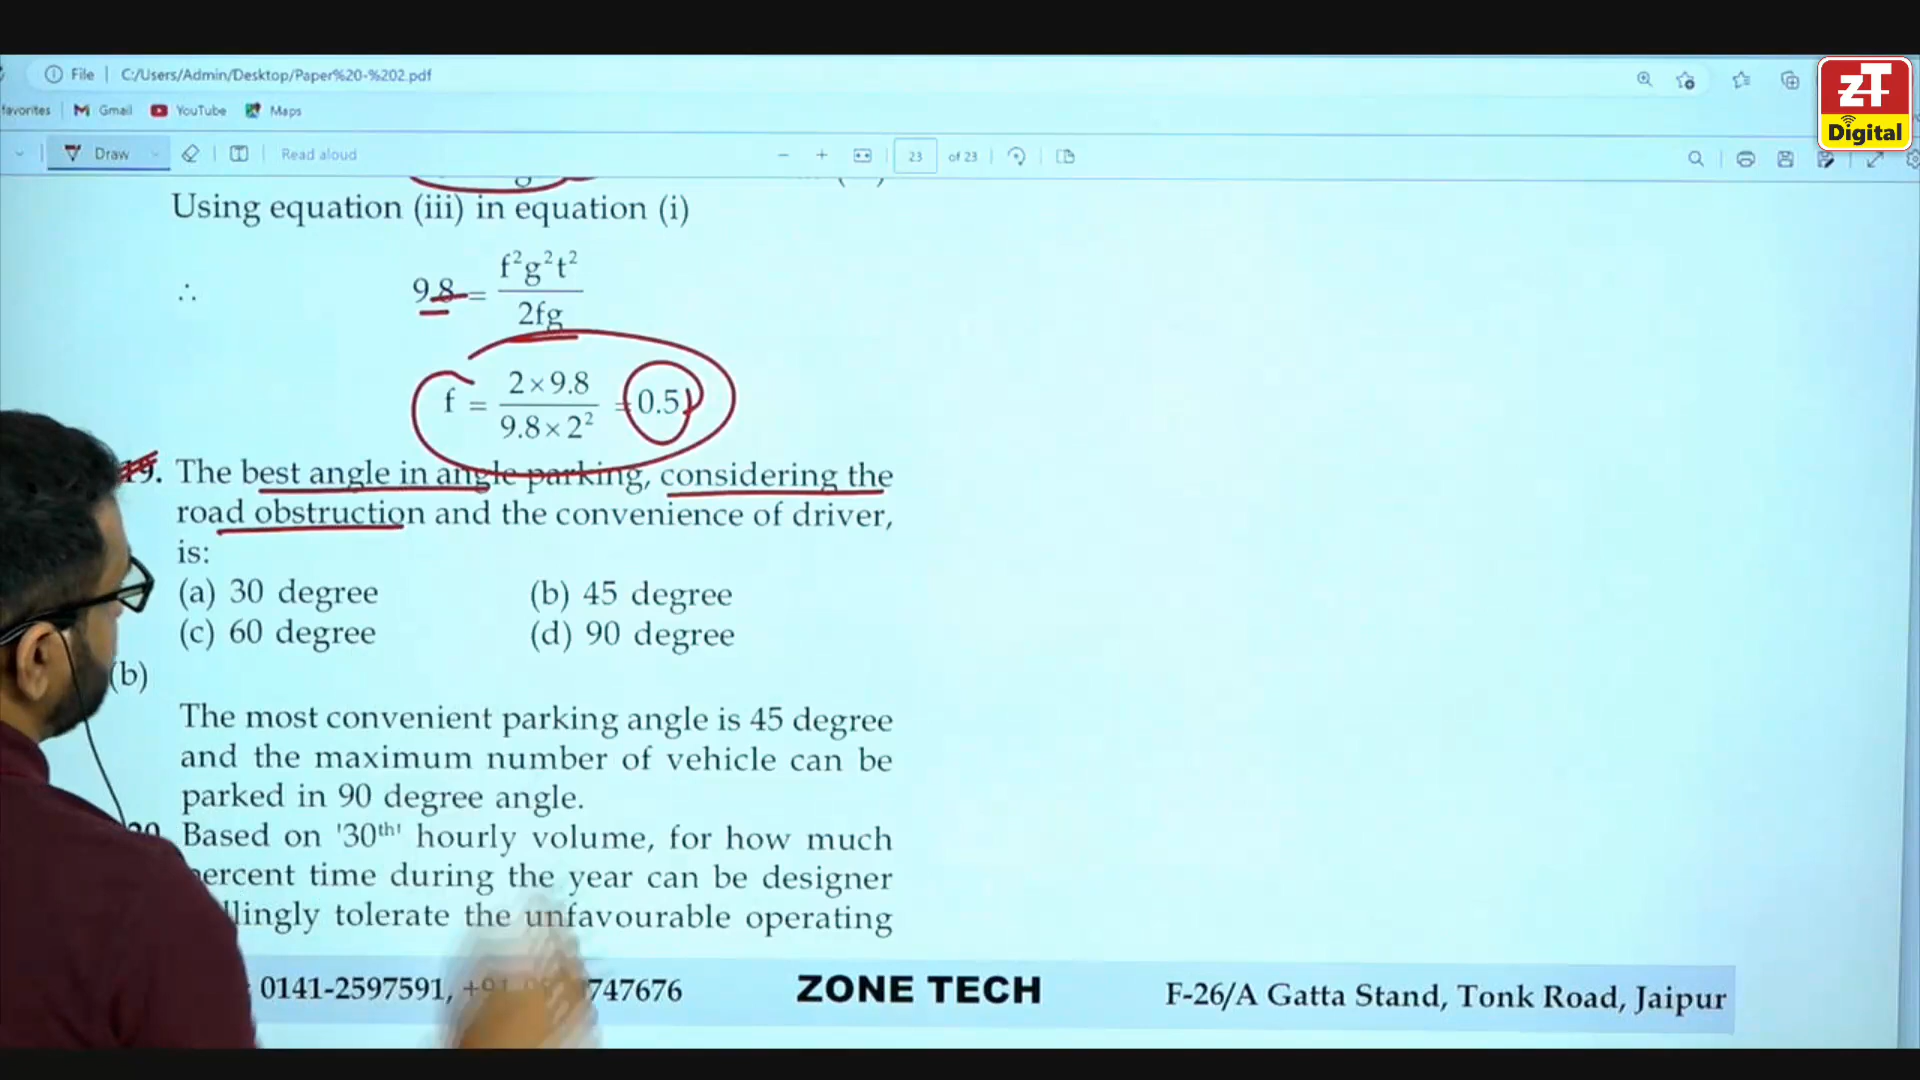 File | C:/Users/Admin/Desktop/Paper%20-%202.pdf
favorites Gmail YouTube Maps
Draw Read aloud 23 of 23
ZT Digital
Using equation (iii) in equation (i)
∴ 9.8 = f²g²t² / 2fg
f = 2×9.8 / 9.8×2² = 0.5
19. The best angle in angle parking, considering the
road obstruction and the convenience of driver,
is:
(a) 30 degree (b) 45 degree
(c) 60 degree (d) 90 degree
(b)
The most convenient parking angle is 45 degree
and the maximum number of vehicle can be
parked in 90 degree angle.
Based on '30th' hourly volume, for how much
percent time during the year can be designer
tolerate the unfavourable operating
0141-2597591, 747676 ZONE TECH F-26/A Gatta Stand, Tonk Road, Jaipur